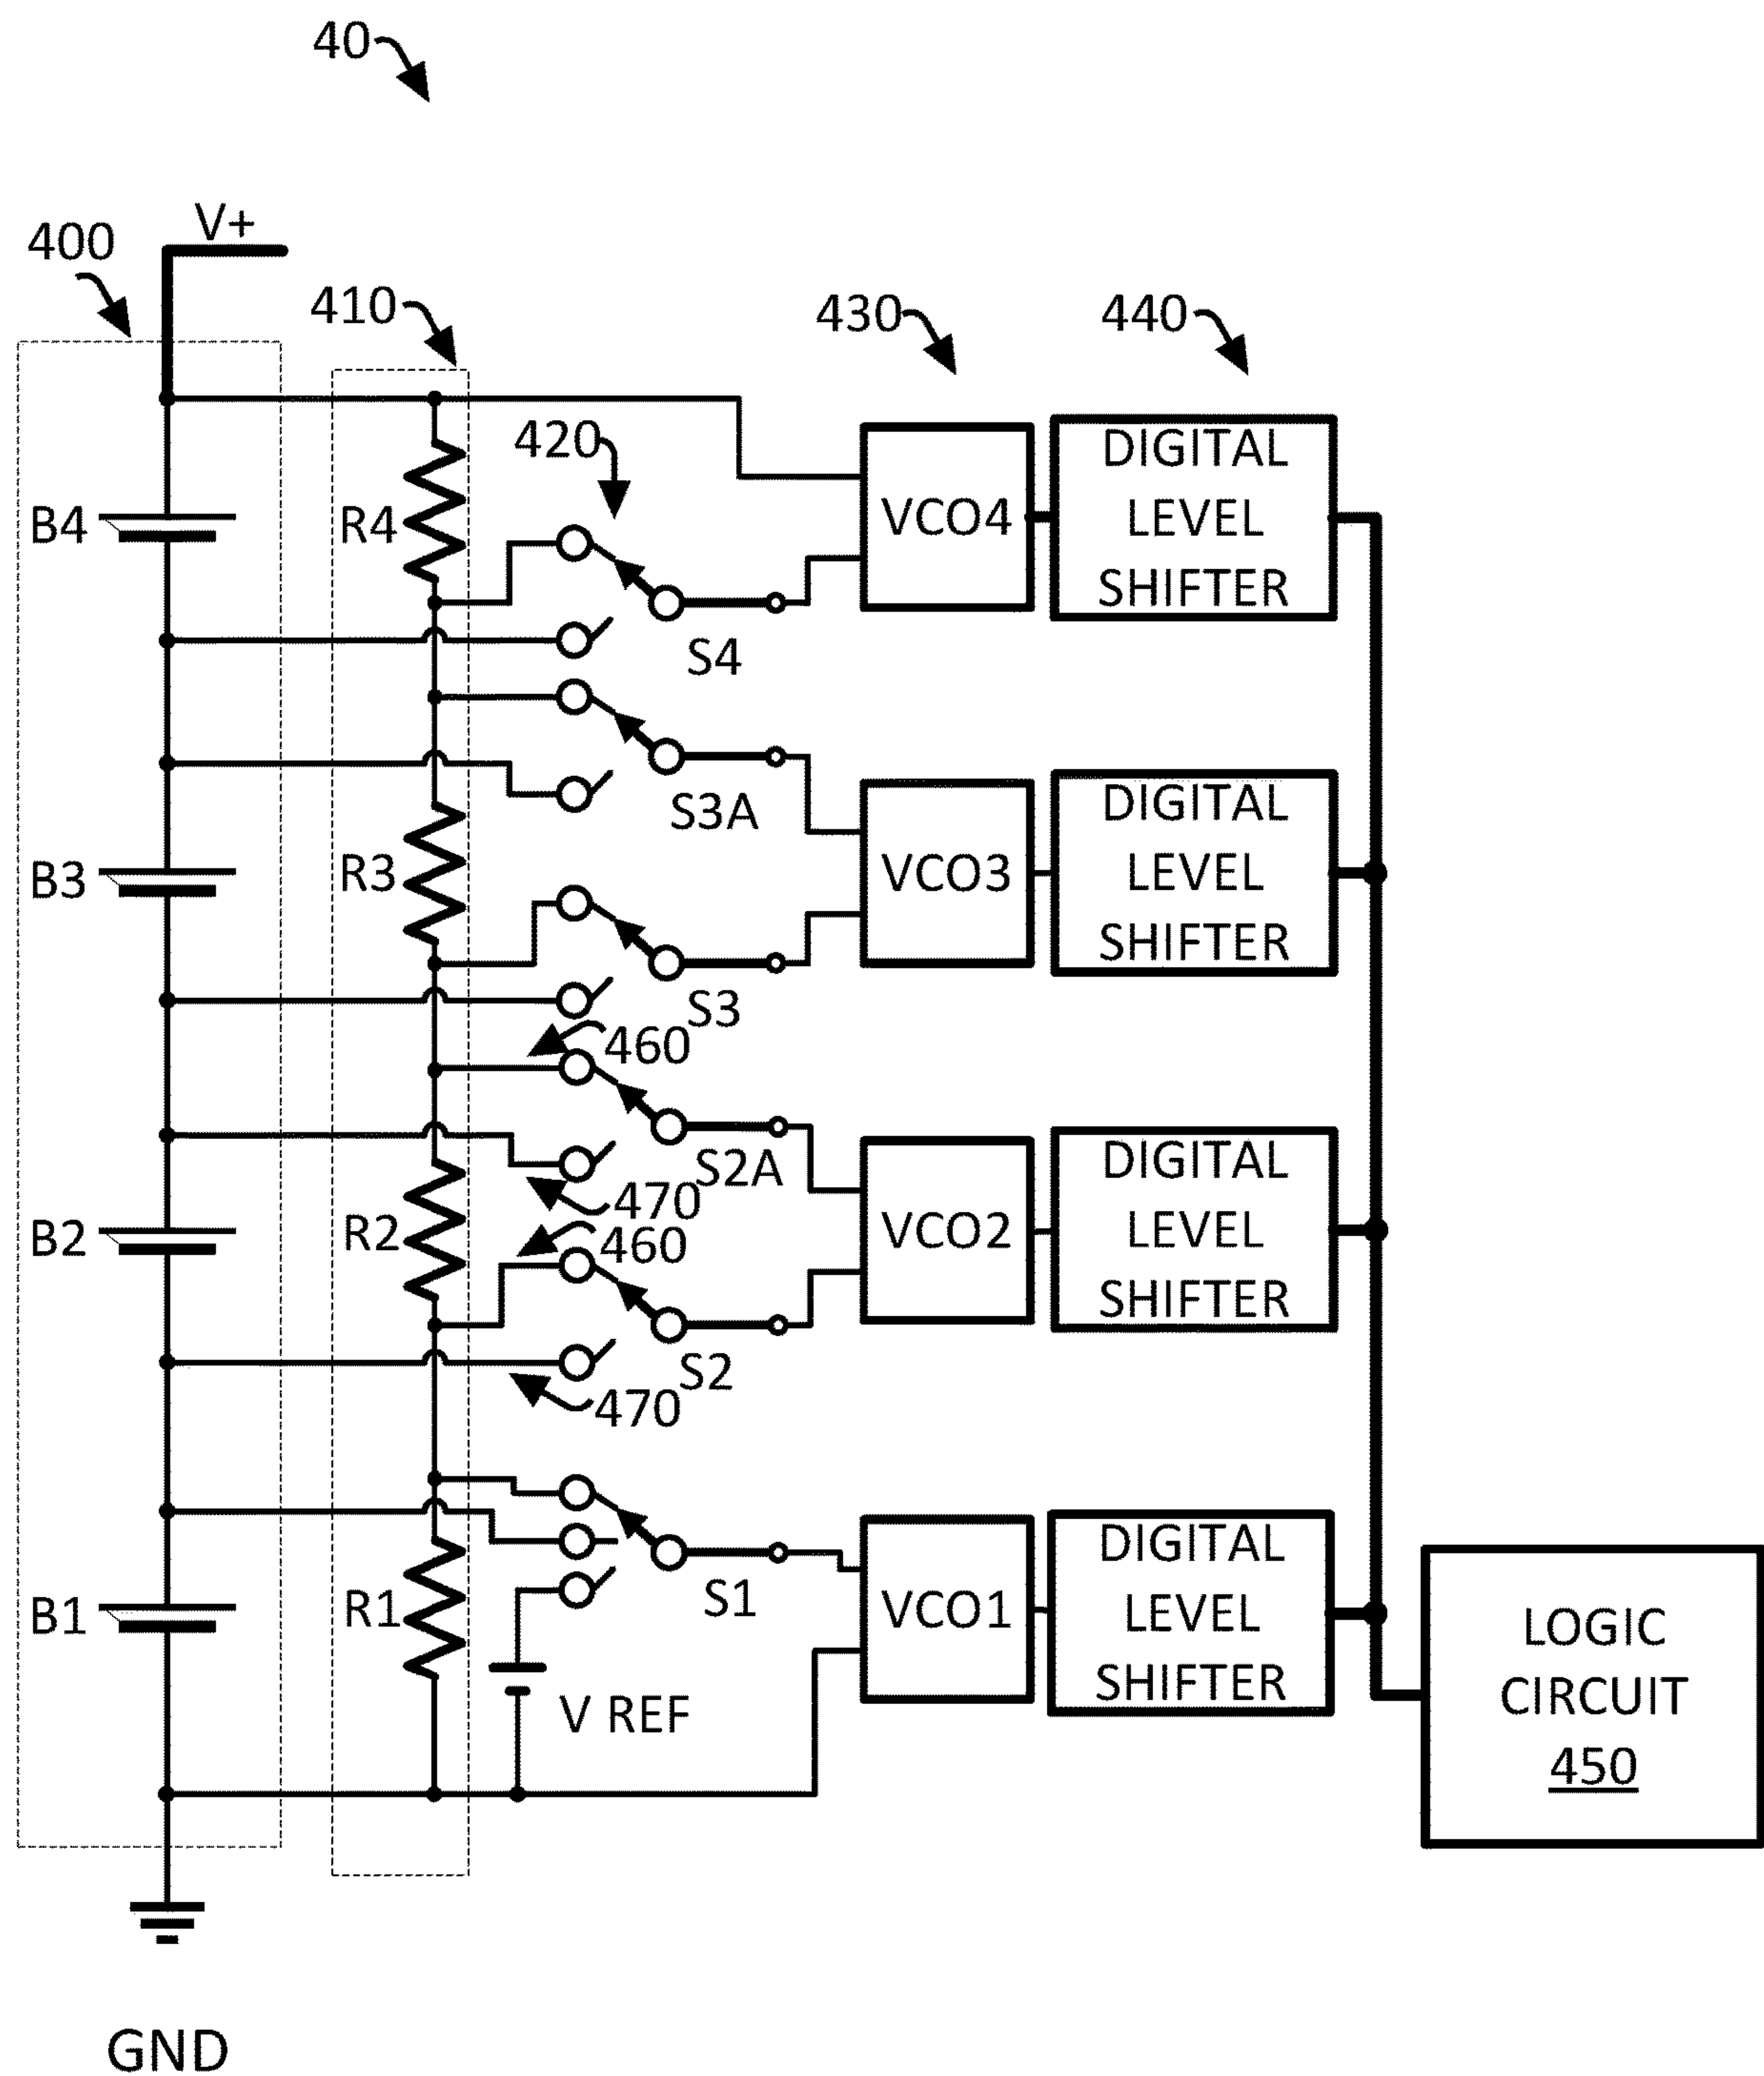 40
V+
400
410
430
440
420
B4
R4
VCO4
DIGITAL
LEVEL
SHIFTER
S4
S3A
B3
R3
VCO3
DIGITAL
LEVEL
SHIFTER
S3
460
S2A
470
B2
R2
460
VCO2
DIGITAL
LEVEL
SHIFTER
S2
470
B1
R1
S1
VCO1
DIGITAL
LEVEL
SHIFTER
V REF
LOGIC
CIRCUIT
450
GND